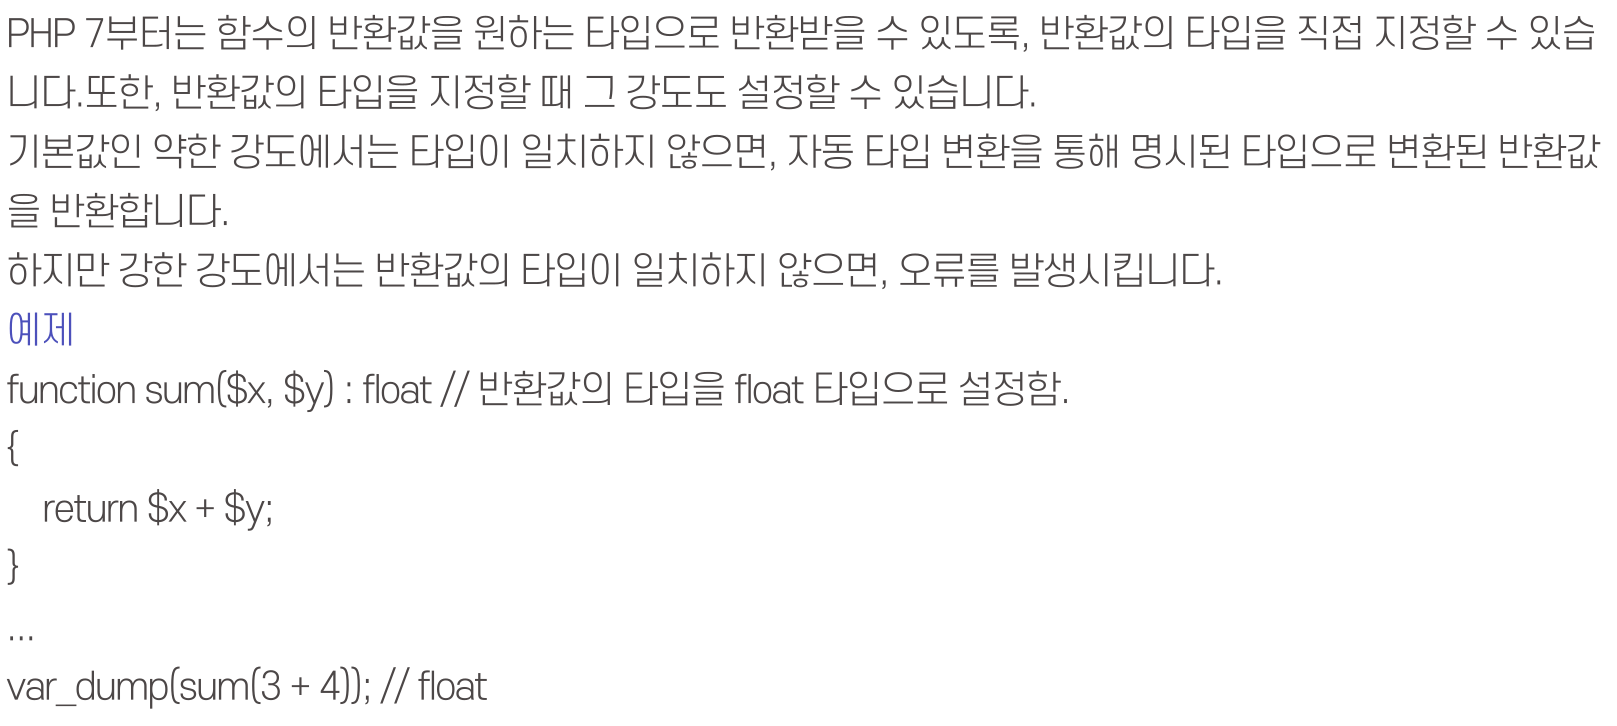 PHP 7부터는 함수의 반환값을 원하는 타입으로 반환받을 수 있도록, 반환값의 타입을 직접 지정할 수 있습
니다.또한, 반환값의 타입을 지정할 때 그 강도도 설정할 수 있습니다.
기본값인 약한 강도에서는 타입이 일치하지 않으면, 자동 타입 변환을 통해 명시된 타입으로 변환된 반환값
을 반환합니다.
하지만 강한 강도에서는 반환값의 타입이 일치하지 않으면, 오류를 발생시킵니다.
예제
function sum($x, $y) : float // 반환값의 타입을 float 타입으로 설정함.
{
    return $x + $y;
}
...
var_dump(sum(3 + 4)); // float